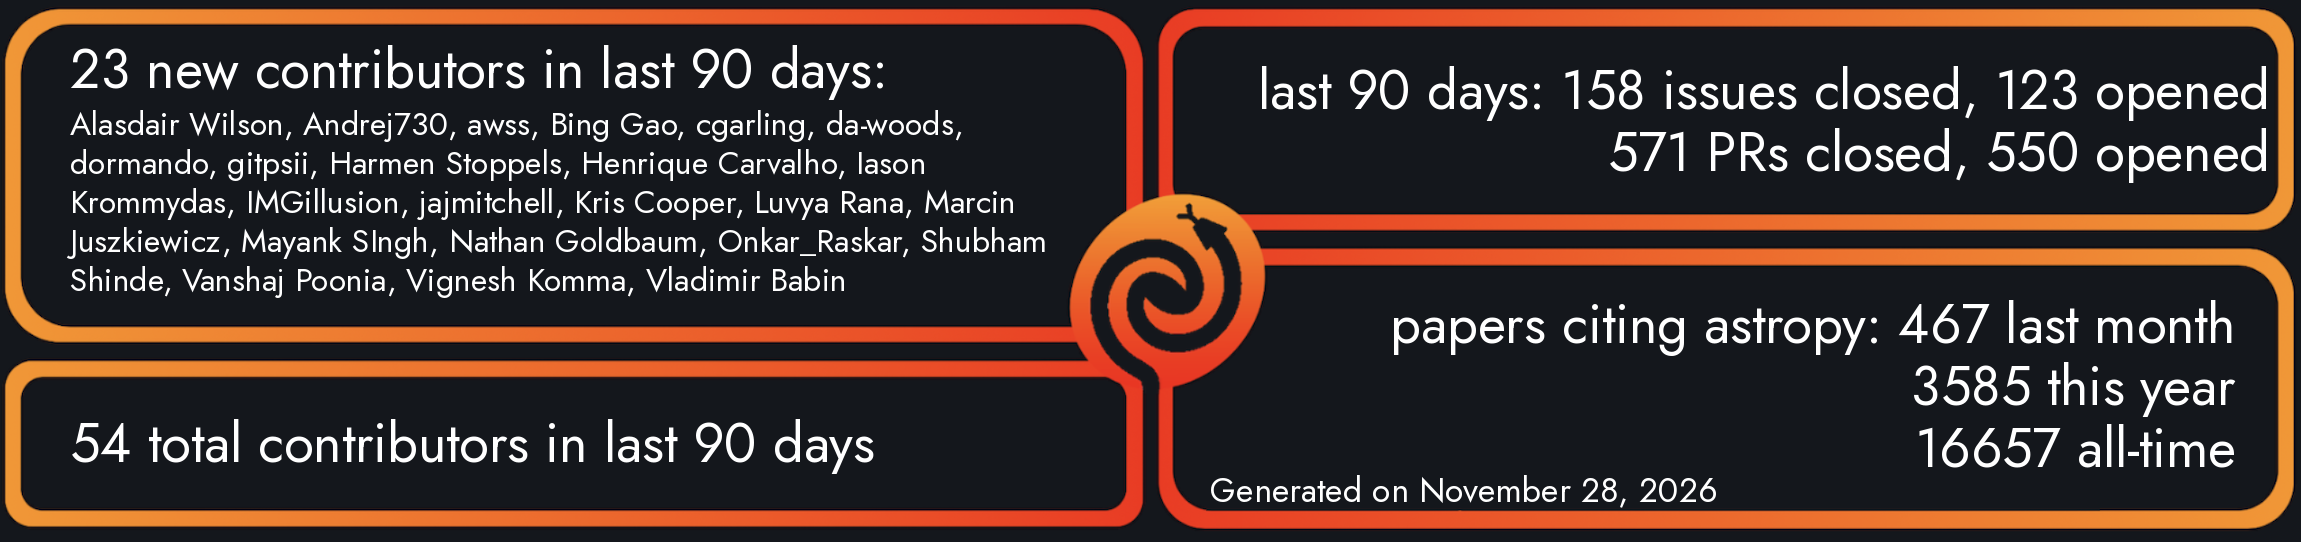 23 new contributors in last 90 days:
Alasdair Wilson, Andrej730, awss, Bing Gao, cgarling, da-woods,
dormando, gitpsii, Harmen Stoppels, Henrique Carvalho, Iason
Krommydas, IMGillusion, jajmitchell, Kris Cooper, Luvya Rana, Marcin
Juszkiewicz, Mayank SIngh, Nathan Goldbaum, Onkar_Raskar, Shubham
Shinde, Vanshaj Poonia, Vignesh Komma, Vladimir Babin
54 total contributors in last 90 days
last 90 days: 158 issues closed, 123 opened
571 PRs closed, 550 opened
papers citing astropy: 467 last month
3585 this year
16657 all-time
Generated on November 28, 2026